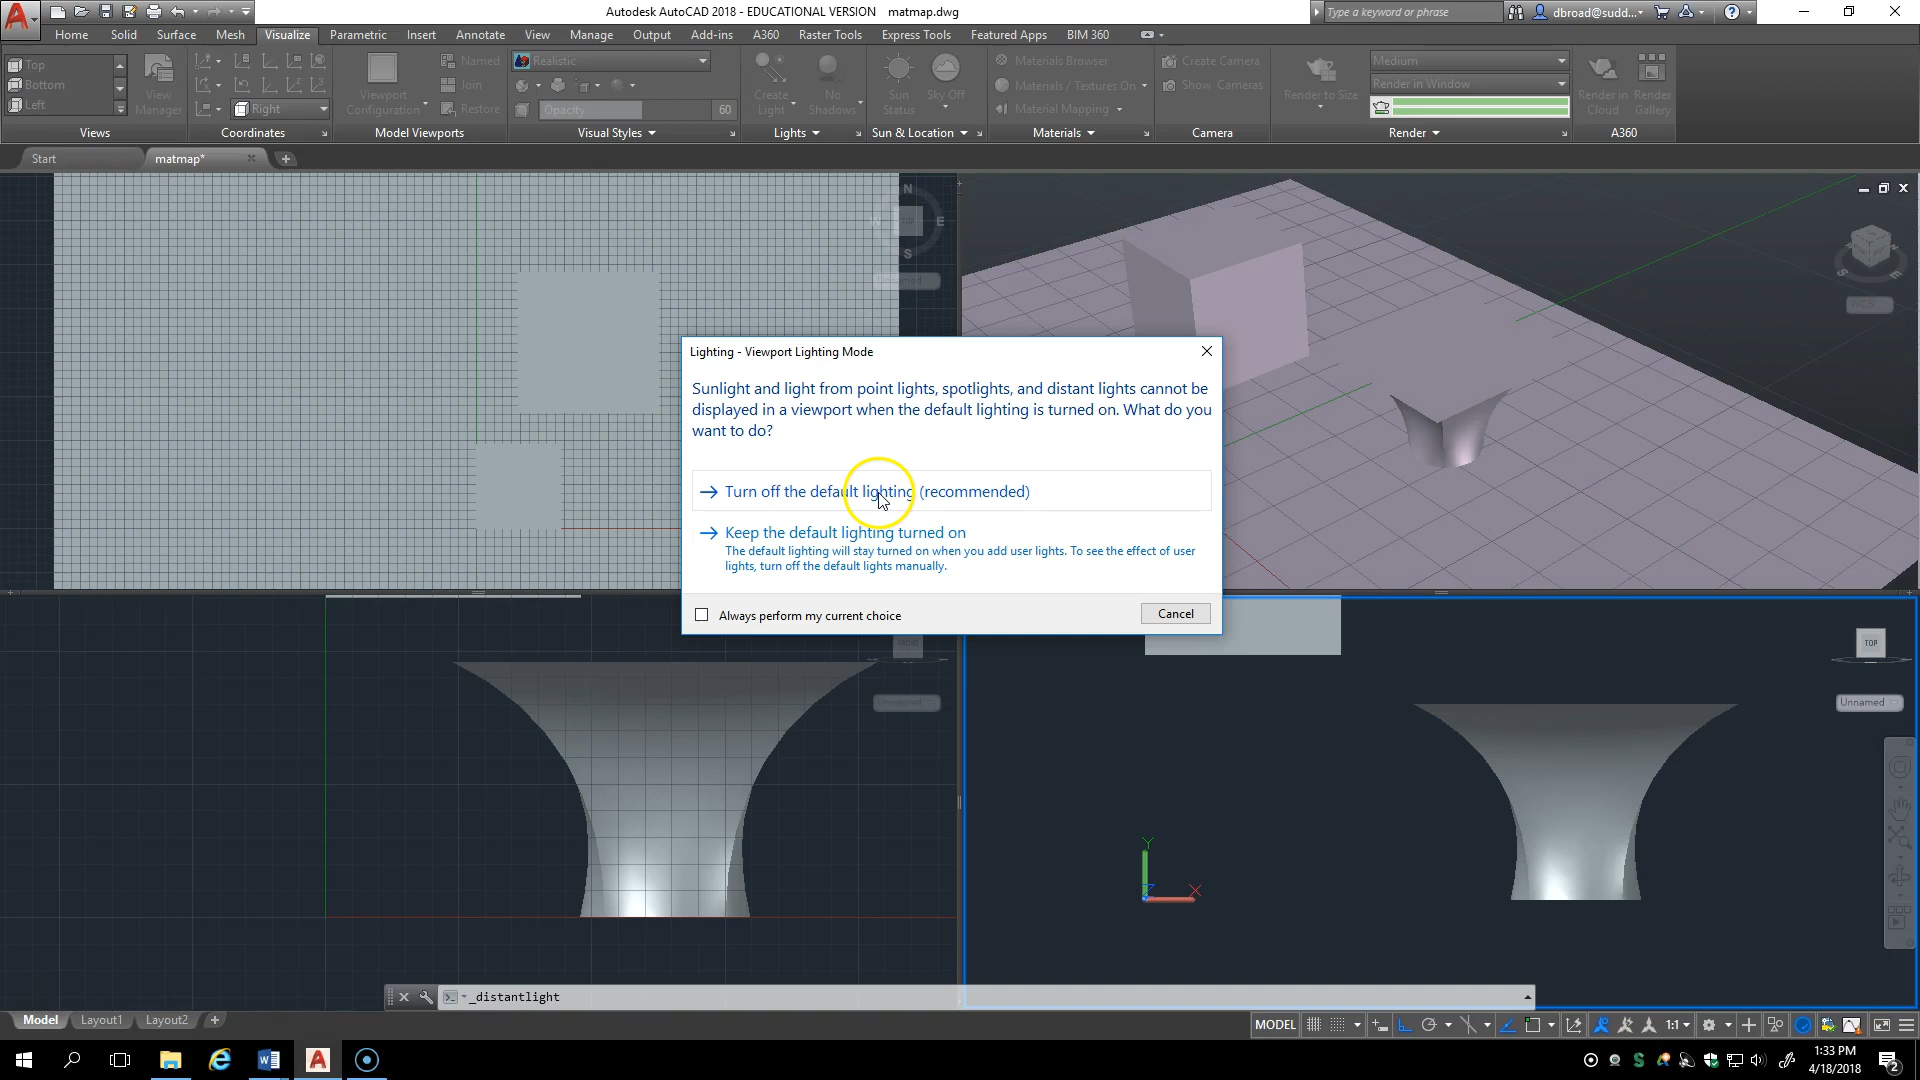 Autodesk AutoCAD 2018 - EDUCATIONAL VERSION matmap.dwg
Type a keyword or phrase
dbroad@sudd...
Home Solid Surface Mesh Visualize Parametric Insert Annotate View Manage Output Add-ins A360 Raster Tools Express Tools Featured Apps BIM 360
Top
Bottom
Left
View
Manager
Right
Viewport
Configuration
Named
Join
Restore
Realistic
Opacity 60
Create
Light
No
Shadows
Sun
Status
Sky Off
Materials Browser
Materials / Textures On
Material Mapping
Create Camera
Show Cameras
Render to Size
Medium
Render in Window
Render in
Cloud
Render
Gallery
Views Coordinates Model Viewports Visual Styles Lights Sun & Location Materials Camera Render A360
Start matmap*
N
W E
S
Unnamed
S E
WCS
Lighting - Viewport Lighting Mode
Sunlight and light from point lights, spotlights, and distant lights cannot be
displayed in a viewport when the default lighting is turned on. What do you
want to do?
Turn off the default lighting (recommended)
Keep the default lighting turned on
The default lighting will stay turned on when you add user lights. To see the effect of user
lights, turn off the default lights manually.
Always perform my current choice
Cancel
FRONT
Unnamed
TOP
Unnamed
Y
Z
X
_distantlight
Model Layout1 Layout2
MODEL
1:1
1:33 PM
4/18/2018
2